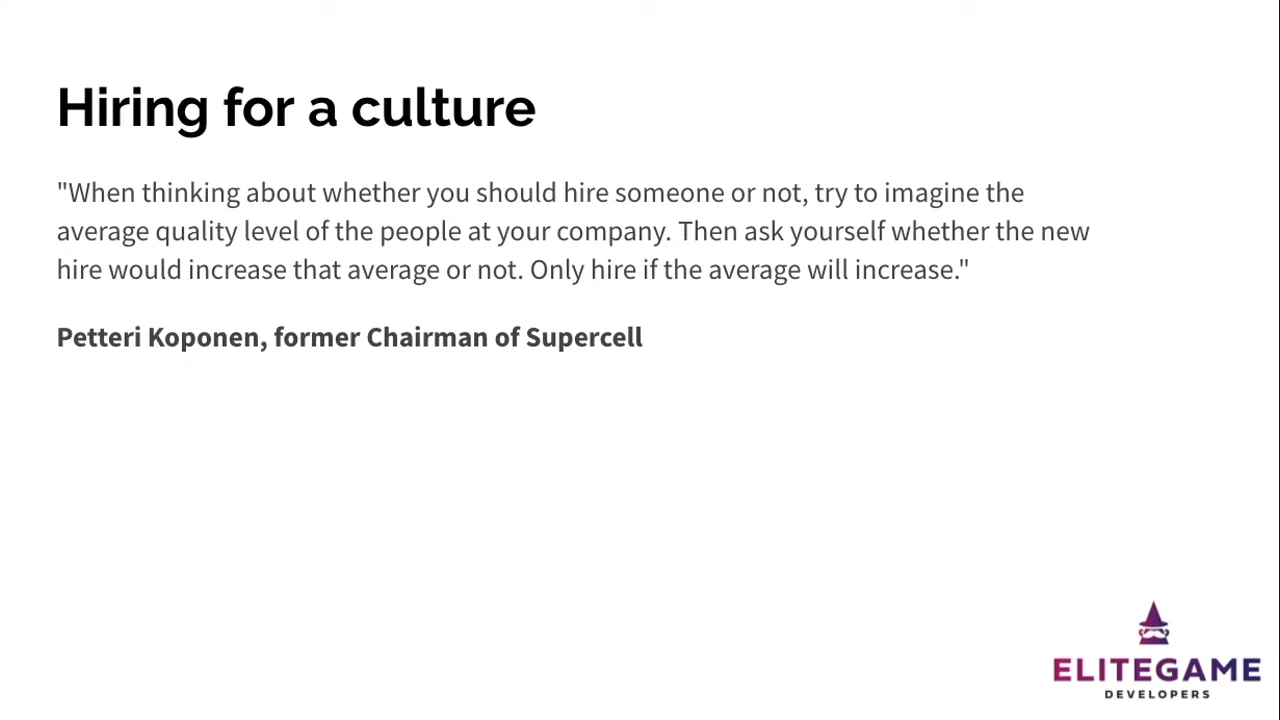 Hiring for a culture
"When thinking about whether you should hire someone or not, try to imagine the
average quality level of the people at your company. Then ask yourself whether the new
hire would increase that average or not. Only hire if the average will increase."
Petteri Koponen, former Chairman of Supercell
ELITEGAME
DEVELOPERS